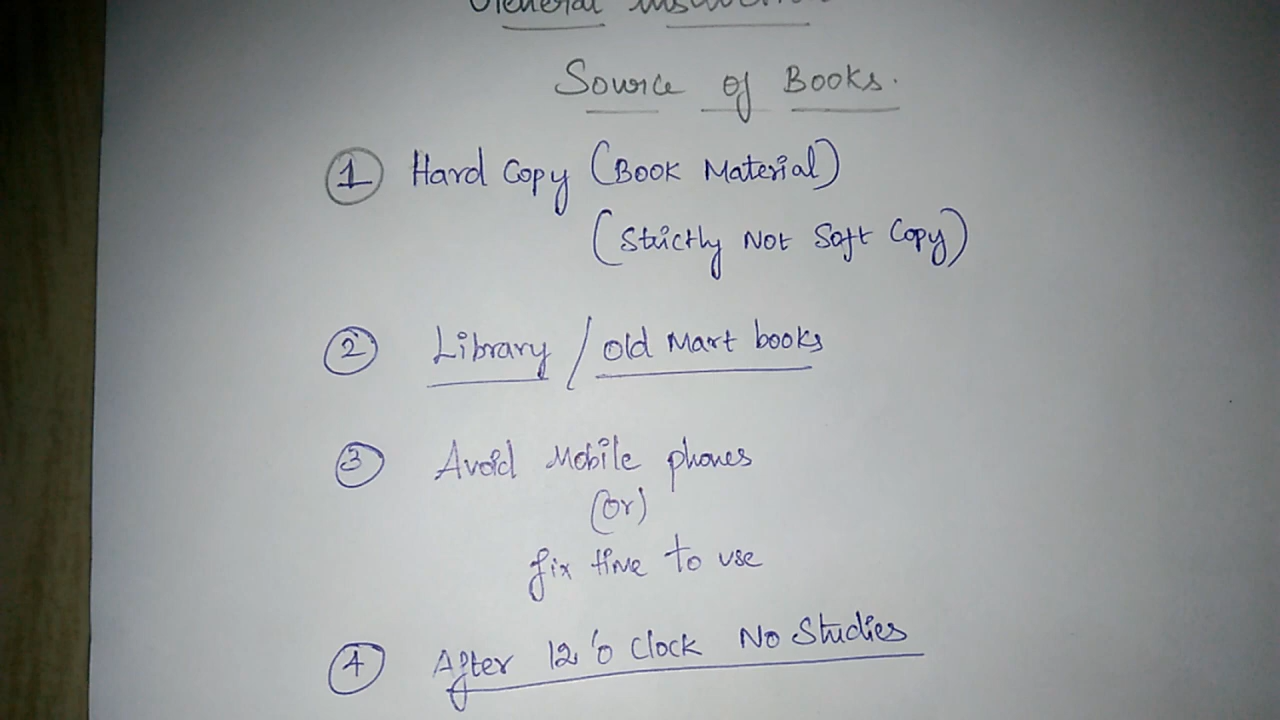 General
Source of Books.
1 Hard Copy (Book Material)
(Strictly Not Soft Copy)
2 Library / old Mart books
3 Avoid Mobile phones
(or)
fix time to use
4 After 12 'o Clock No Studies